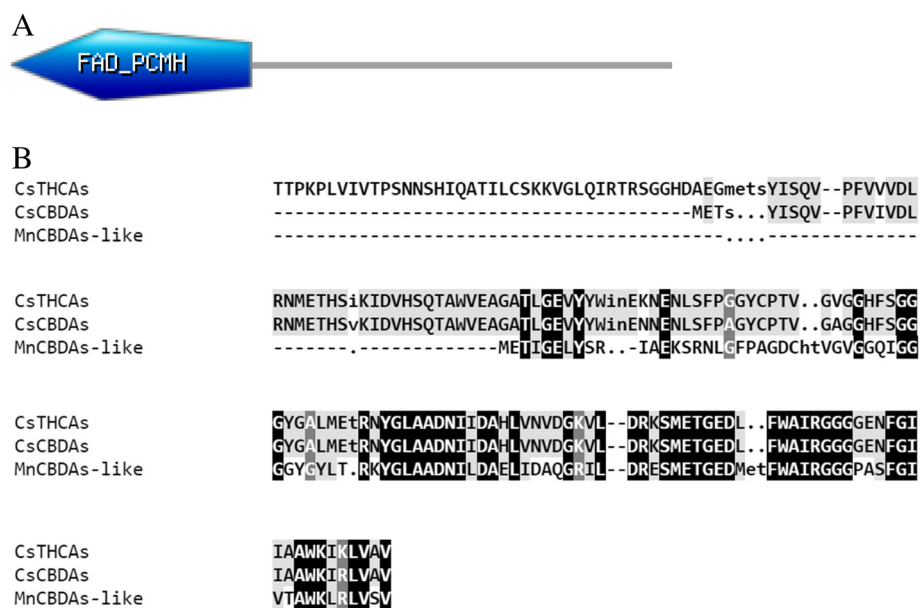 A
FAD_PCMH
B
CsTHCAs TTPKPLVIVTPSNNSHIQATILCSKKVGLQIRTRSGGHDAEGmetsYISQV--PFVVVDL
CsCBDAs ---------------------------------------METs...YISQV--PFVIVDL
MnCBDAs-like ------------------------------------------....--------------
CsTHCAs RNMETHSiKIDVHSQTAWVEAGATLGEVYYWinEKNENLSFPGGYCPTV..GVGGHFSGG
CsCBDAs RNMETHSvKIDVHSQTAWVEAGATLGEVYYWinENNENLSFPAGYCPTV..GAGGHFSGG
MnCBDAs-like -------.-------------METIGELYSR..-IAEKSRNLGFPAGDChtVGVGGQIGG
CsTHCAs GYGALMEtRNYGLAADNIIDAHLVNVDGKVL--DRKSMETGEDL..FWAIRGGGGENFGI
CsCBDAs GYGALMEtRNYGLAADNIIDAHLVNVDGKVL--DRKSMETGEDL..FWAIRGGGGENFGI
MnCBDAs-like GGYGYLT.RKYGLAADNILDAELIDAQGRIL--DRESMETGEDMetFWAIRGGGPASFGI
CsTHCAs IAAWKIKLVAV
CsCBDAs IAAWKIRLVAV
MnCBDAs-like VTAWKLRLVSV